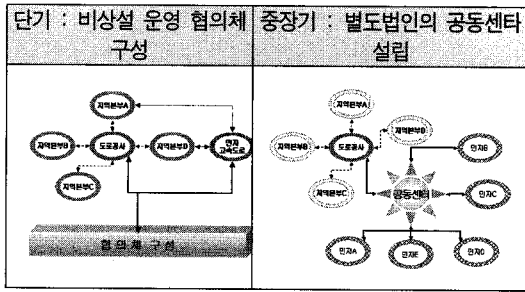 단기 : 비상설 운영 협의체
구성
중장기 : 별도법인의 공동센타
설립
지역본부A
지역본부B
도로공사
지역본부D
민자
고속도로
지역본부C
협의체 구성
지역본부A
지역본부B
도로공사
지역본부D
지역본부C
공동센타
민자B
민자C
민자A
민자E
민자D